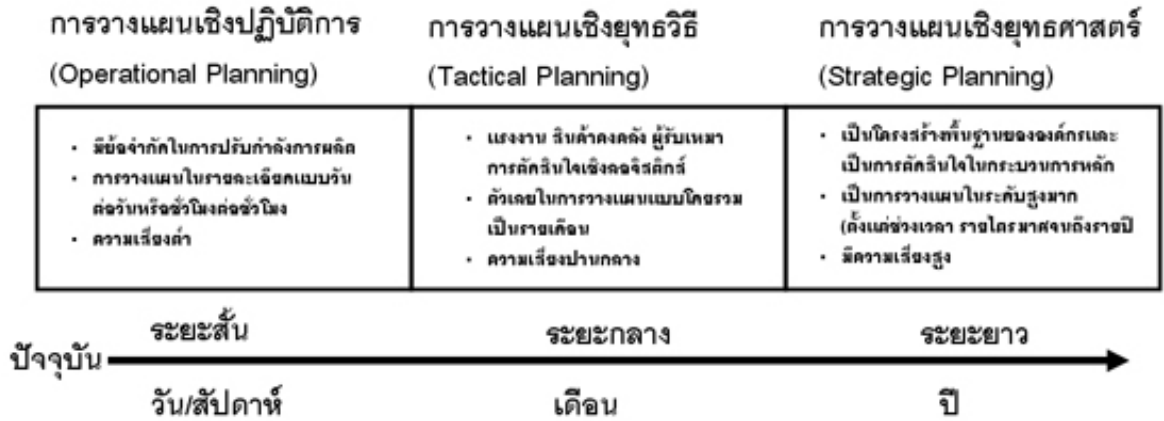 การวางแผนเชิงปฏิบัติการ
(Operational Planning)
การวางแผนเชิงยุทธวิธี
(Tactical Planning)
การวางแผนเชิงยุทธศาสตร์
(Strategic Planning)
• มีข้อจำกัดในการปรับกำลังการผลิต
• การวางแผนในรายละเอียดแบบวัน
ต่อวันหรือชั่วโมงต่อชั่วโมง
• ความเสี่ยงต่ำ
• แรงงาน สินค้าคงคลัง ผู้รับเหมา
การตัดสินใจเชิงลอจิสติกส์
• ตัวเลขในการวางแผนแบบโดยรวม
เป็นรายเดือน
• ความเสี่ยงปานกลาง
• เป็นโครงสร้างพื้นฐานขององค์กรและ
เป็นการตัดสินใจในกระบวนการหลัก
• เป็นการวางแผนในระดับสูงมาก
(ตั้งแต่ช่วงเวลา รายไตรมาศจนถึงรายปี
• มีความเสี่ยงสูง
ระยะสั้น
ระยะกลาง
ระยะยาว
ปัจจุบัน
วัน/สัปดาห์
เดือน
ปี